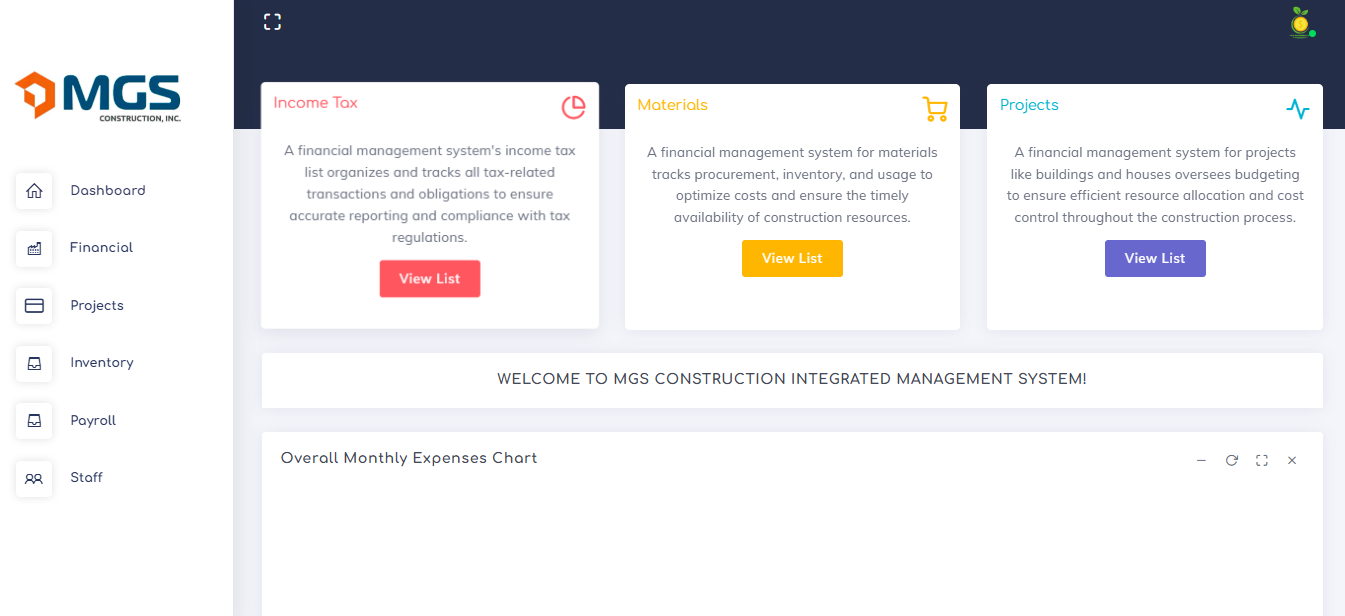 MGS
CONSTRUCTION, INC.
Dashboard
Financial
Projects
Inventory
Payroll
Staff
Income Tax
A financial management system's income tax
list organizes and tracks all tax-related
transactions and obligations to ensure
accurate reporting and compliance with tax
regulations.
View List
Materials
A financial management system for materials
tracks procurement, inventory, and usage to
optimize costs and ensure the timely
availability of construction resources.
View List
Projects
A financial management system for projects
like buildings and houses oversees budgeting
to ensure efficient resource allocation and cost
control throughout the construction process.
View List
WELCOME TO MGS CONSTRUCTION INTEGRATED MANAGEMENT SYSTEM!
Overall Monthly Expenses Chart